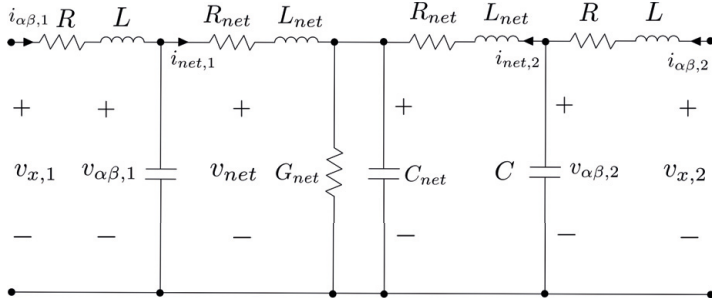 i_{αβ,1} R L R_{net} L_{net} R_{net} L_{net} R L
i_{net,1} i_{net,2} i_{αβ,2}
+ + + + + +
v_{x,1} v_{αβ,1} v_{net} G_{net} C_{net} C v_{αβ,2} v_{x,2}
− − − − − −